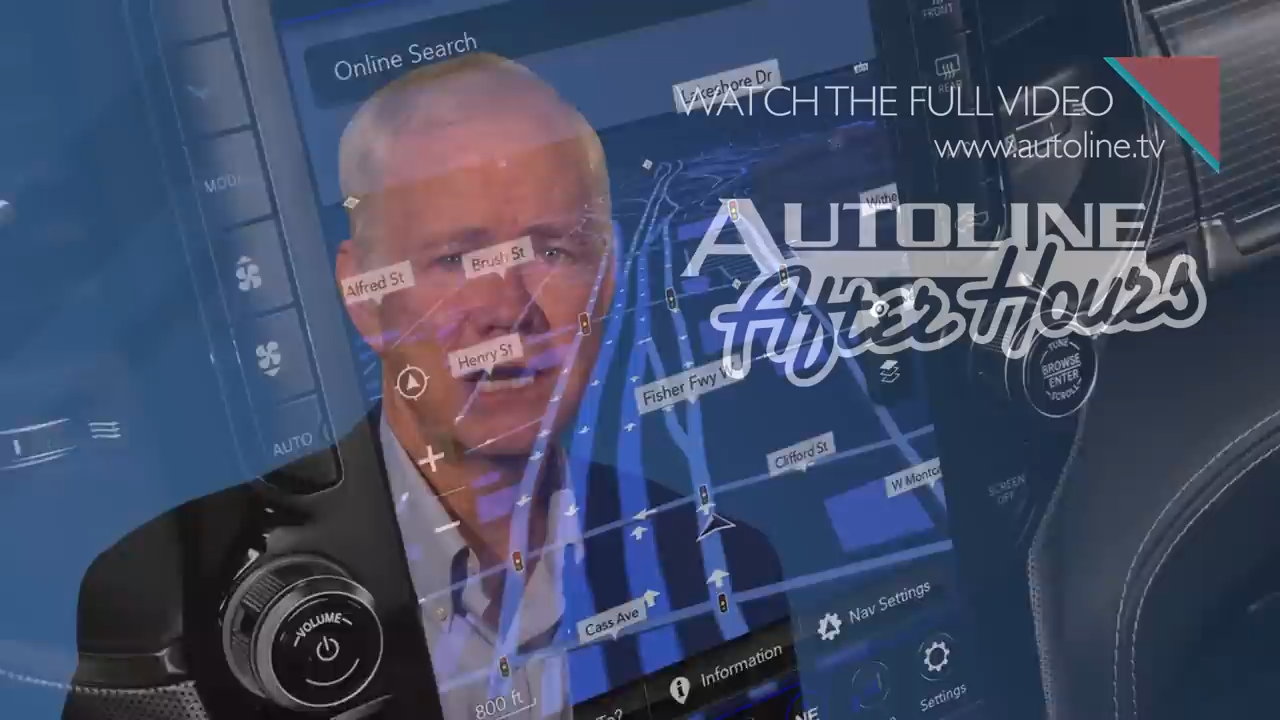 Online Search
FRONT
REAR
Lakeshore Dr
WATCH THE FULL VIDEO
www.autoline.tv
MODE
Withe
AUTOLINE
After Hours
Brush St
Alfred St
Henry St
TUNE
BROWSE
ENTER
SCROLL
Fisher Fwy W
AUTO
Clifford St
W Montc
SCREEN
OFF
VOLUME
Cass Ave
Nav Settings
Information
Settings
800 ft
To?